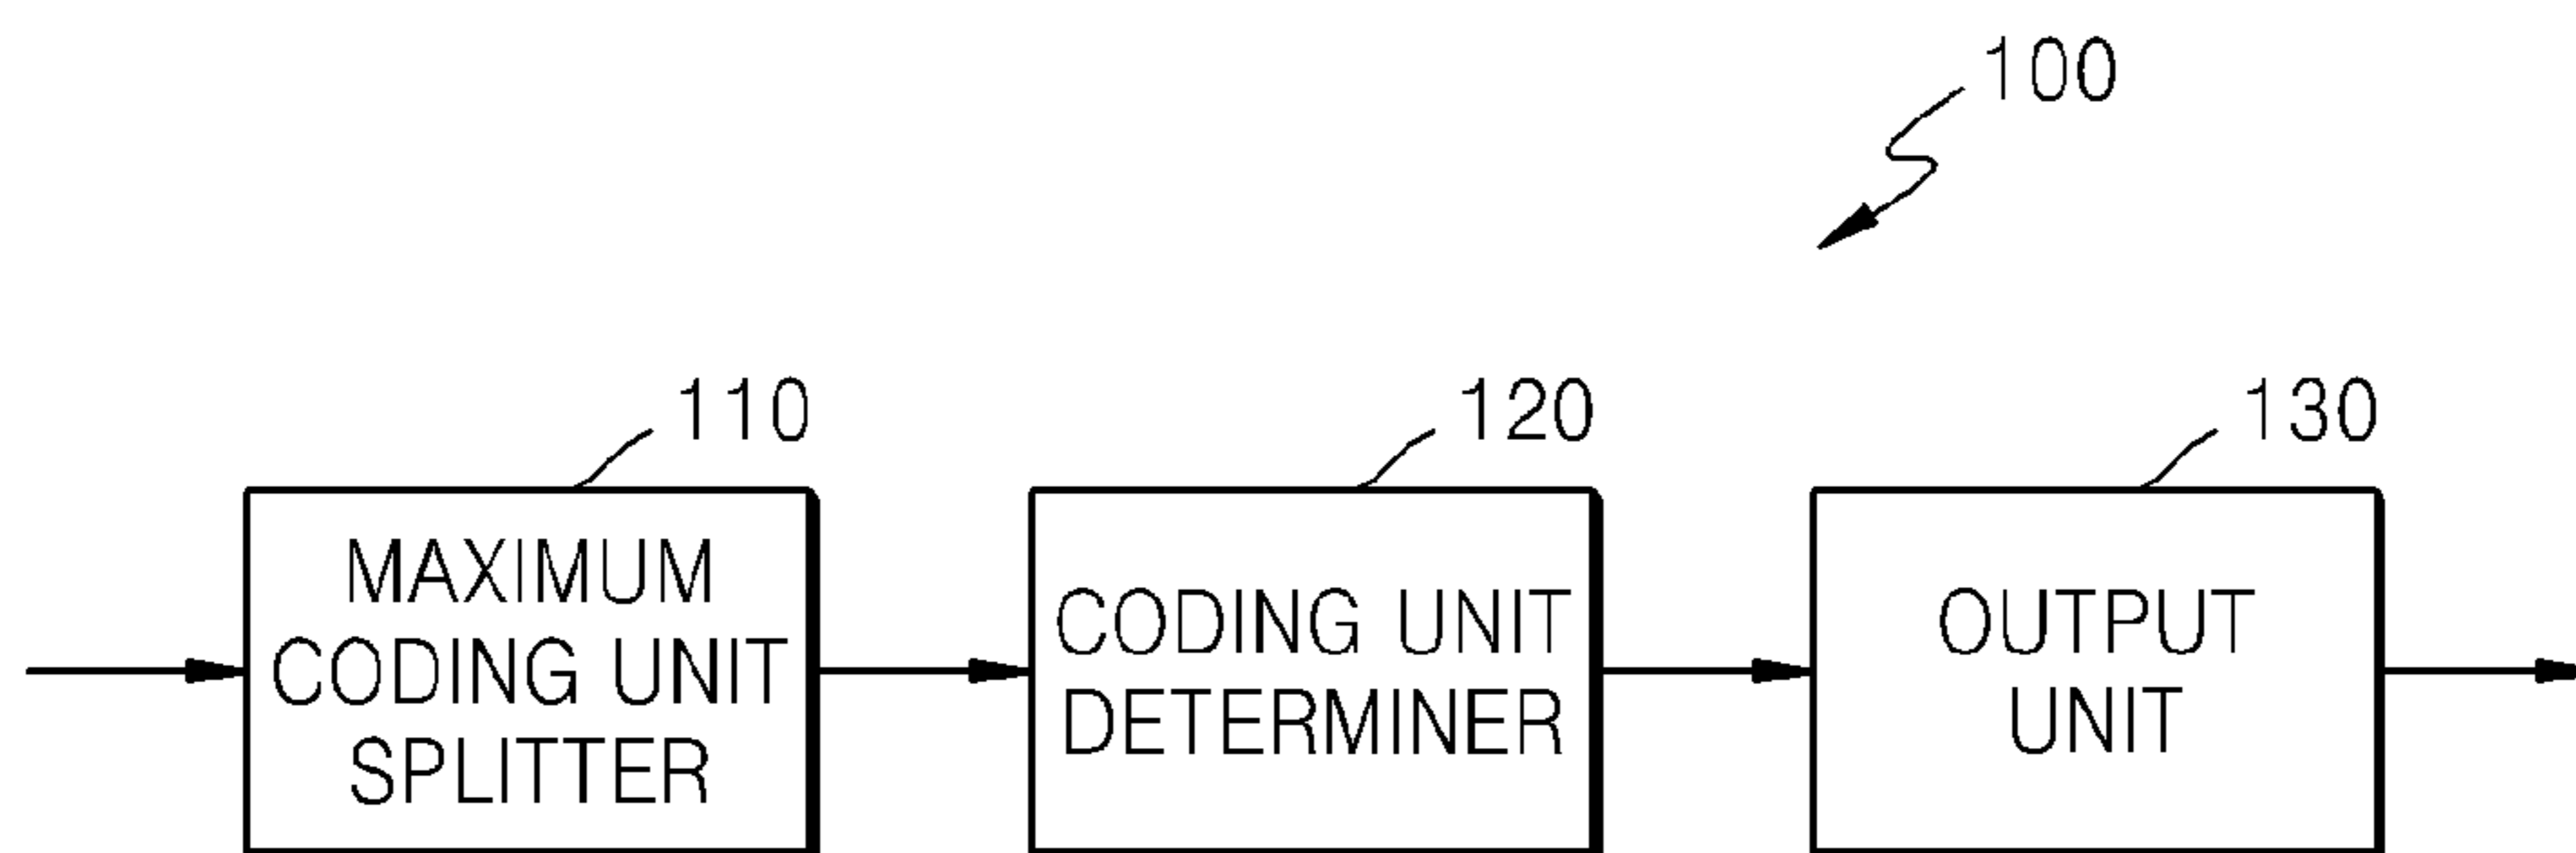 100
110
120
130
MAXIMUM
CODING UNIT
SPLITTER
CODING UNIT
DETERMINER
OUTPUT
UNIT